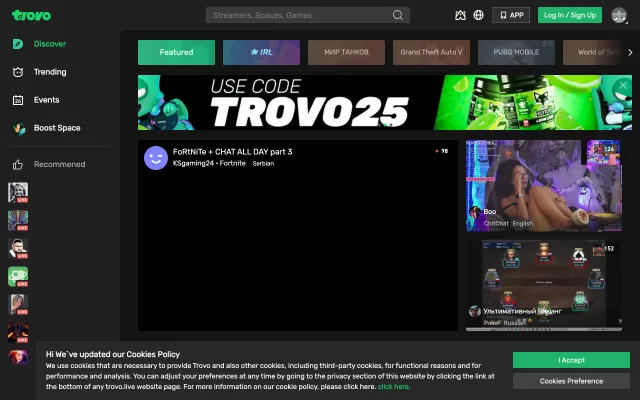 trovo
Streamers, Spaces, Games
APP
Log In / Sign Up
Discover
Trending
Events
Boost Space
Recommened
LIVE
LIVE
LIVE
LIVE
LIVE
LIVE
LIVE
Featured
IRL
МИР ТАНКОВ
Grand Theft Auto V
PUBG MOBILE
World of Tank
USE CODE
TROVO25
FoRtNiTe + CHAT ALL DAY part 3
KSgaming24 • Fortnite Serbian
98
124
Boo
ChitChat English
152
Ультимативный
Poker Russian
Hi We`ve updated our Cookies Policy
We use cookies that are necessary to provide Trovo and also other cookies, including third-party cookies, for functional reasons and for
performance and analysis. You can adjust your preferences at any time by going to the privacy section of this website by clicking the link at
the bottom of any trovo.live website page. For more information on our cookie policy, please click here. click here.
I Accept
Cookies Preference